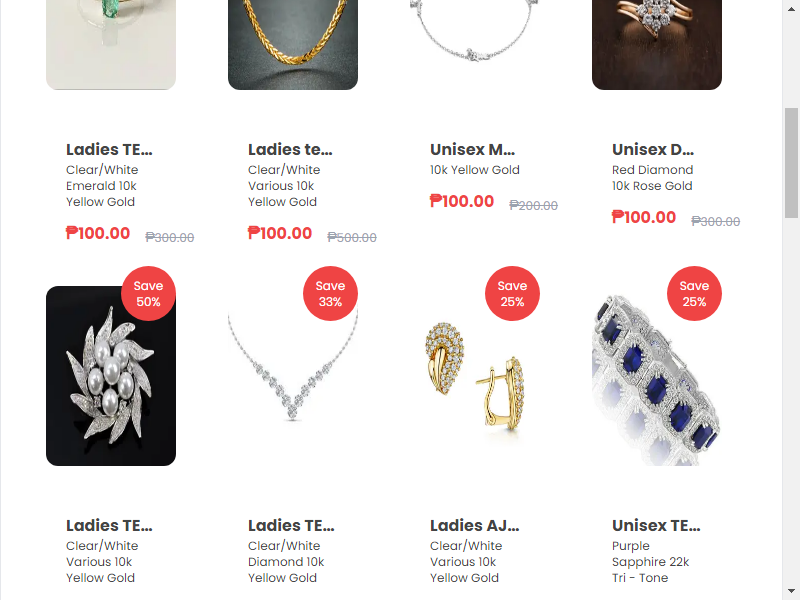 Ladies TE...
Clear/White
Emerald 10k
Yellow Gold
₱100.00 ₱300.00
Ladies te...
Clear/White
Various 10k
Yellow Gold
₱100.00 ₱500.00
Unisex M...
10k Yellow Gold
₱100.00 ₱200.00
Unisex D...
Red Diamond
10k Rose Gold
₱100.00 ₱300.00
Save
50%
Ladies TE...
Clear/White
Various 10k
Yellow Gold
Save
33%
Ladies TE...
Clear/White
Diamond 10k
Yellow Gold
Save
25%
Ladies AJ...
Clear/White
Various 10k
Yellow Gold
Save
25%
Unisex TE...
Purple
Sapphire 22k
Tri - Tone